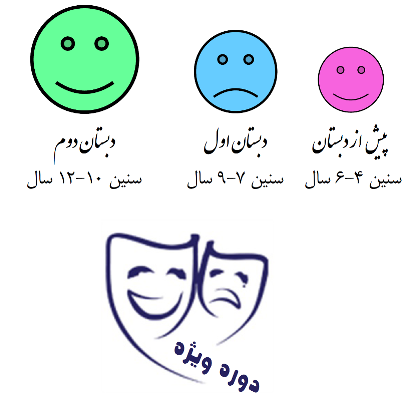 پیش از دبستان
سنین ۴-۶ سال
دبستان اول
سنین ۷-۹ سال
دبستان دوم
سنین ۱۰-۱۲ سال
دوره ویژه